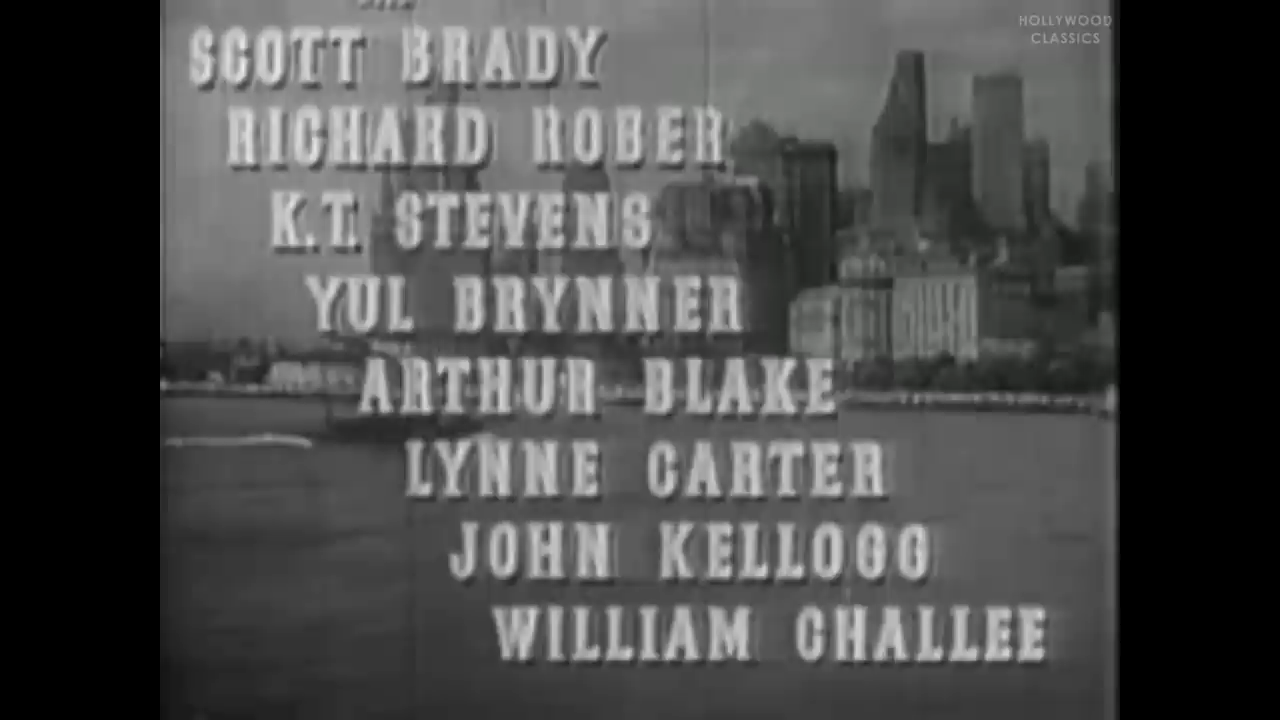 HOLLYWOOD
CLASSICS
SCOTT BRADY
RICHARD ROBER
K.T. STEVENS
YUL BRYNNER
ARTHUR BLAKE
LYNNE CARTER
JOHN KELLOGG
WILLIAM CHALLEE